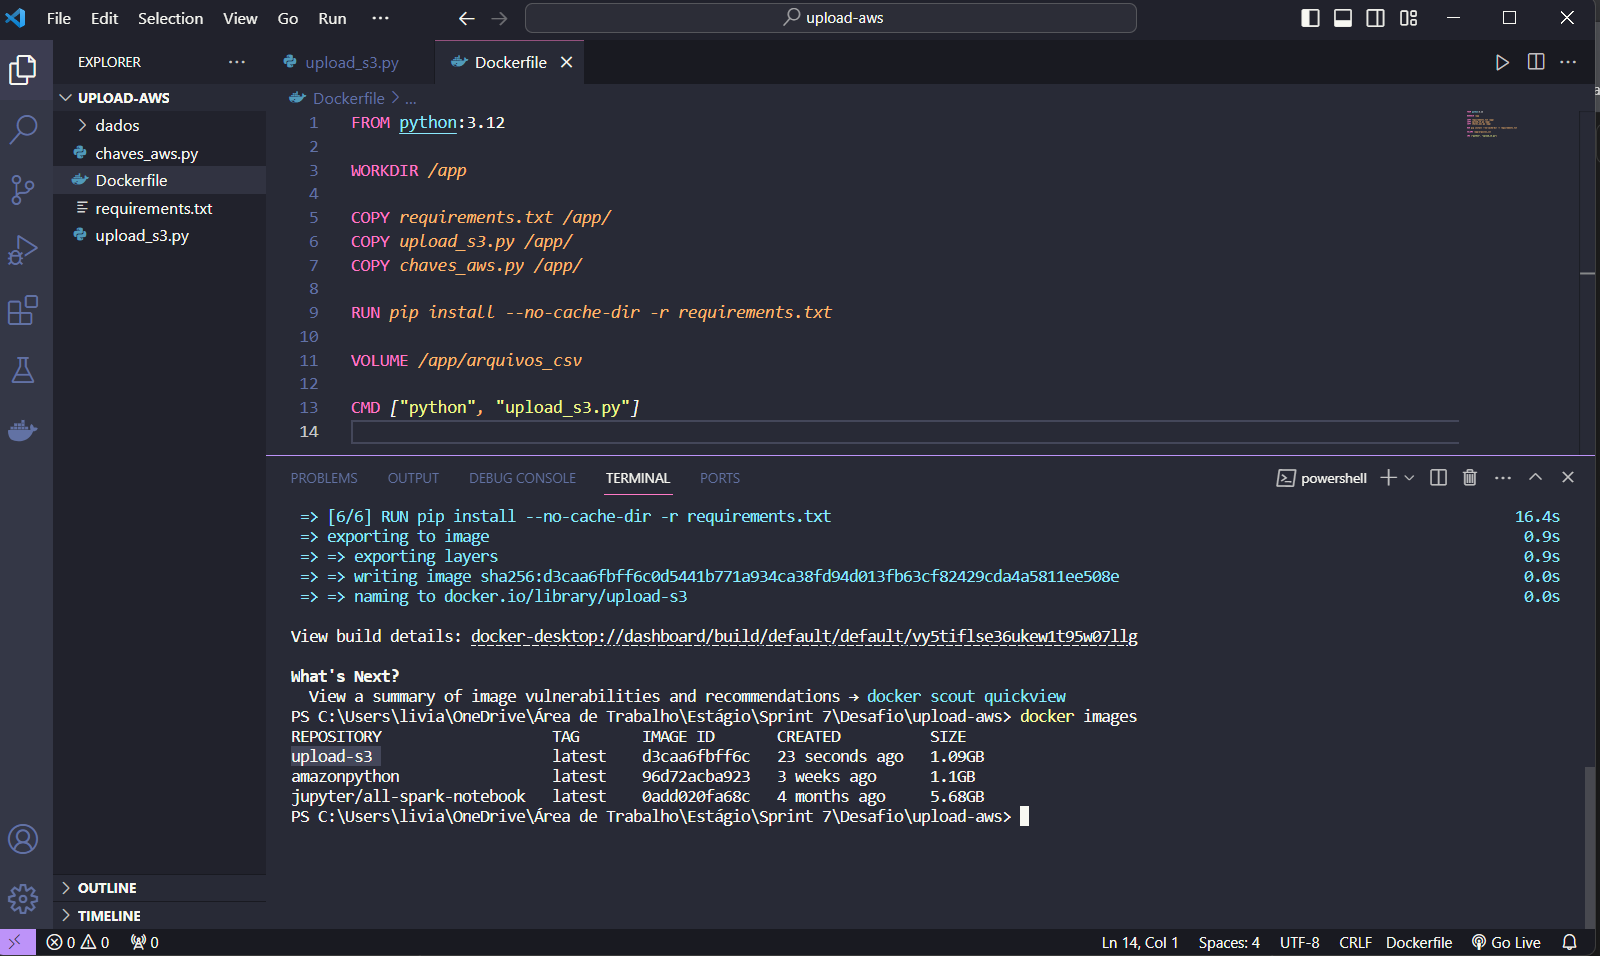 File Edit Selection View Go Run ··· upload-aws
EXPLORER ···
UPLOAD-AWS
dados
chaves_aws.py
Dockerfile
requirements.txt
upload_s3.py
OUTLINE
TIMELINE
upload_s3.py Dockerfile
Dockerfile > ...
1 FROM python:3.12
2
3 WORKDIR /app
4
5 COPY requirements.txt /app/
6 COPY upload_s3.py /app/
7 COPY chaves_aws.py /app/
8
9 RUN pip install --no-cache-dir -r requirements.txt
10
11 VOLUME /app/arquivos_csv
12
13 CMD ["python", "upload_s3.py"]
14
PROBLEMS OUTPUT DEBUG CONSOLE TERMINAL PORTS powershell
=> [6/6] RUN pip install --no-cache-dir -r requirements.txt 16.4s
=> exporting to image 0.9s
=> => exporting layers 0.9s
=> => writing image sha256:d3caa6fbff6c0d5441b771a934ca38fd94d013fb63cf82429cda4a5811ee508e 0.0s
=> => naming to docker.io/library/upload-s3 0.0s
View build details: docker-desktop://dashboard/build/default/default/vy5tiflse36ukew1t95w07llg
What's Next?
View a summary of image vulnerabilities and recommendations → docker scout quickview
PS C:\Users\livia\OneDrive\Área de Trabalho\Estágio\Sprint 7\Desafio\upload-aws> docker images
REPOSITORY TAG IMAGE ID CREATED SIZE
upload-s3 latest d3caa6fbff6c 23 seconds ago 1.09GB
amazonpython latest 96d72acba923 3 weeks ago 1.1GB
jupyter/all-spark-notebook latest 0add020fa68c 4 months ago 5.68GB
PS C:\Users\livia\OneDrive\Área de Trabalho\Estágio\Sprint 7\Desafio\upload-aws>
0 0 0 Ln 14, Col 1 Spaces: 4 UTF-8 CRLF Dockerfile Go Live